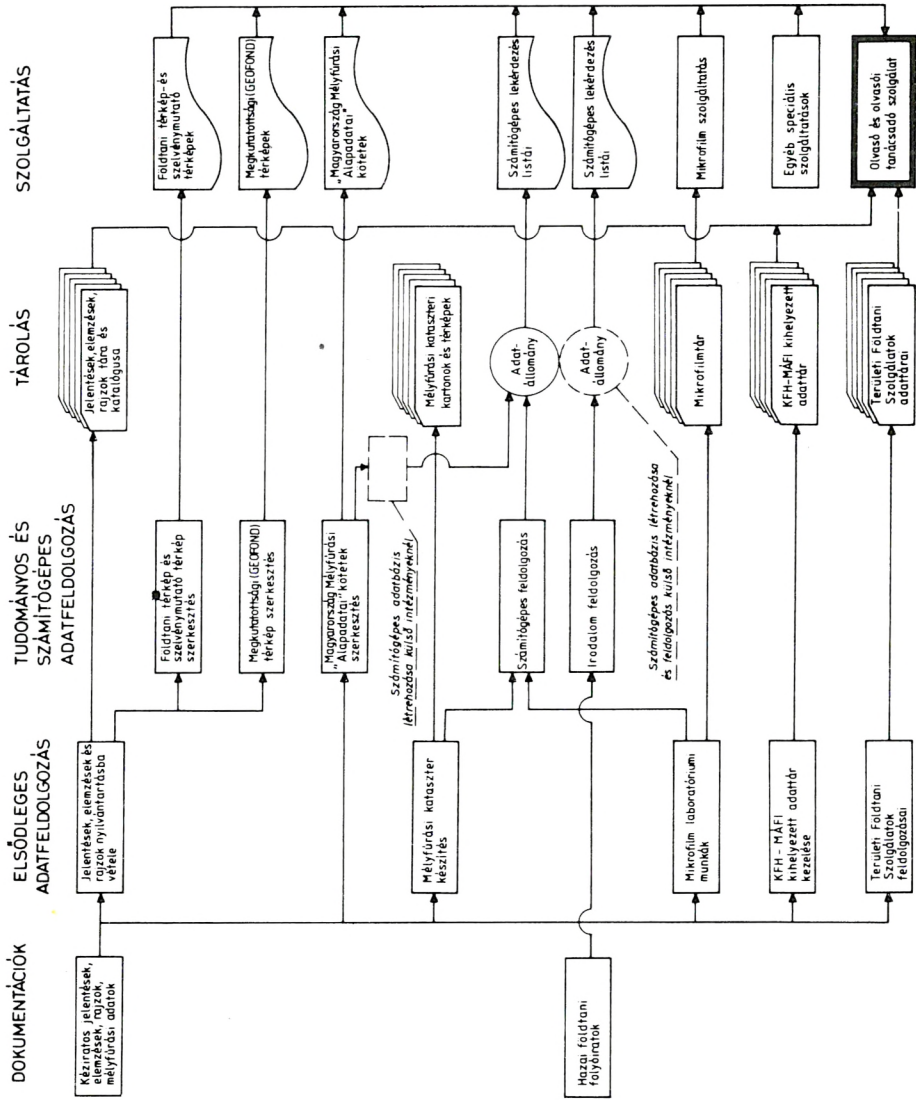 DOKUMENTÁCIÓK
Kéziratos jelentések,
elemzések, rajzok,
mélyfúrási adatok
Hazai földtani
folyóiratok
ELSŐDLEGES
ADATFELDOLGOZÁS
Jelentések, elemzések és
rajzok nyilvántartásba
vétele
Mélyfúrási kataszter
készítés
Mikrofilm laboratóriumi
munkák
KFH - MÁFI
kihelyezett adattár
kezelése
Területi Földtani
Szolgálatok
feldolgozásai
TUDOMÁNYOS ÉS
SZÁMÍTÓGÉPES
ADATFELDOLGOZÁS
Földtani térkép és
szelvénymutató térkép
szerkesztés
Megkutatottsági (GEOFOND)
térkép szerkesztés
"Magyarország Mélyfúrási
Alapadatai" kötetek
szerkesztés
Számítógépes adatbázis
létrehozása külső intézményeknél
Számítógépes feldolgozás
Irodalom feldolgozás
Számítógépes adatbázis létrehozása
és feldolgozás külső intézményeknél
TÁROLÁS
Jelentések, elemzések,
rajzok tára és
katalógusa
Mélyfúrási kataszteri
kartonok és térképek
Adat-
állomány
Adat-
állomány
Mikrofilmtár
KFH-MÁFI kihelyezett
adattár
Területi Földtani
Szolgálatok
adattárai
SZOLGÁLTATÁS
Földtani térkép-és
szelvénymutató
térképek
Megkutatottsági (GEOFOND)
térképek
"Magyarország Mélyfúrási
Alapadatai"
kötetek
Számítógépes lekérdezés
listái
Számítógépes lekérdezés
listái
Mikrofilm szolgáltatás
Egyéb speciális
szolgáltatások
Olvasó és olvasói
tanácsadó szolgálat